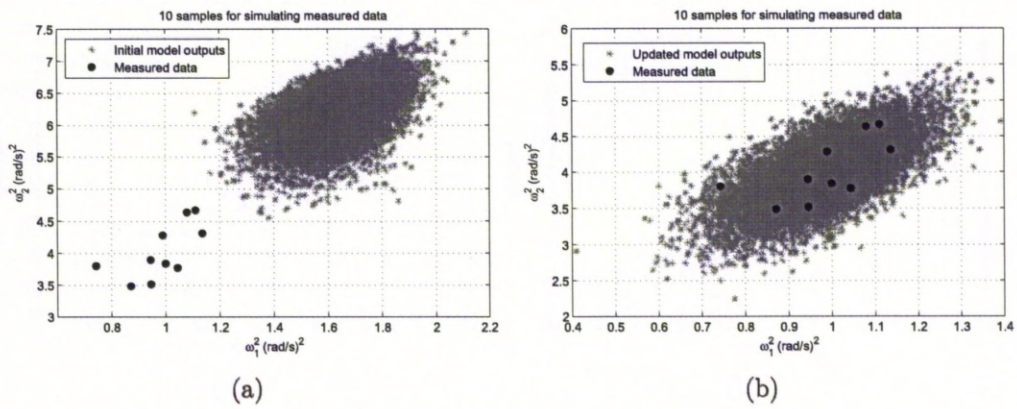 10 samples for simulating measured data
7.5
7
6.5
6
5.5
5
4.5
4
3.5
3
ω₂² (rad/s)²
Initial model outputs
Measured data
0.8 1 1.2 1.4 1.6 1.8 2 2.2
ω₁² (rad/s)²
(a)
10 samples for simulating measured data
6
5.5
5
4.5
4
3.5
3
2.5
2
ω₂² (rad/s)²
Updated model outputs
Measured data
0.4 0.5 0.6 0.7 0.8 0.9 1 1.1 1.2 1.3 1.4
ω₁² (rad/s)²
(b)